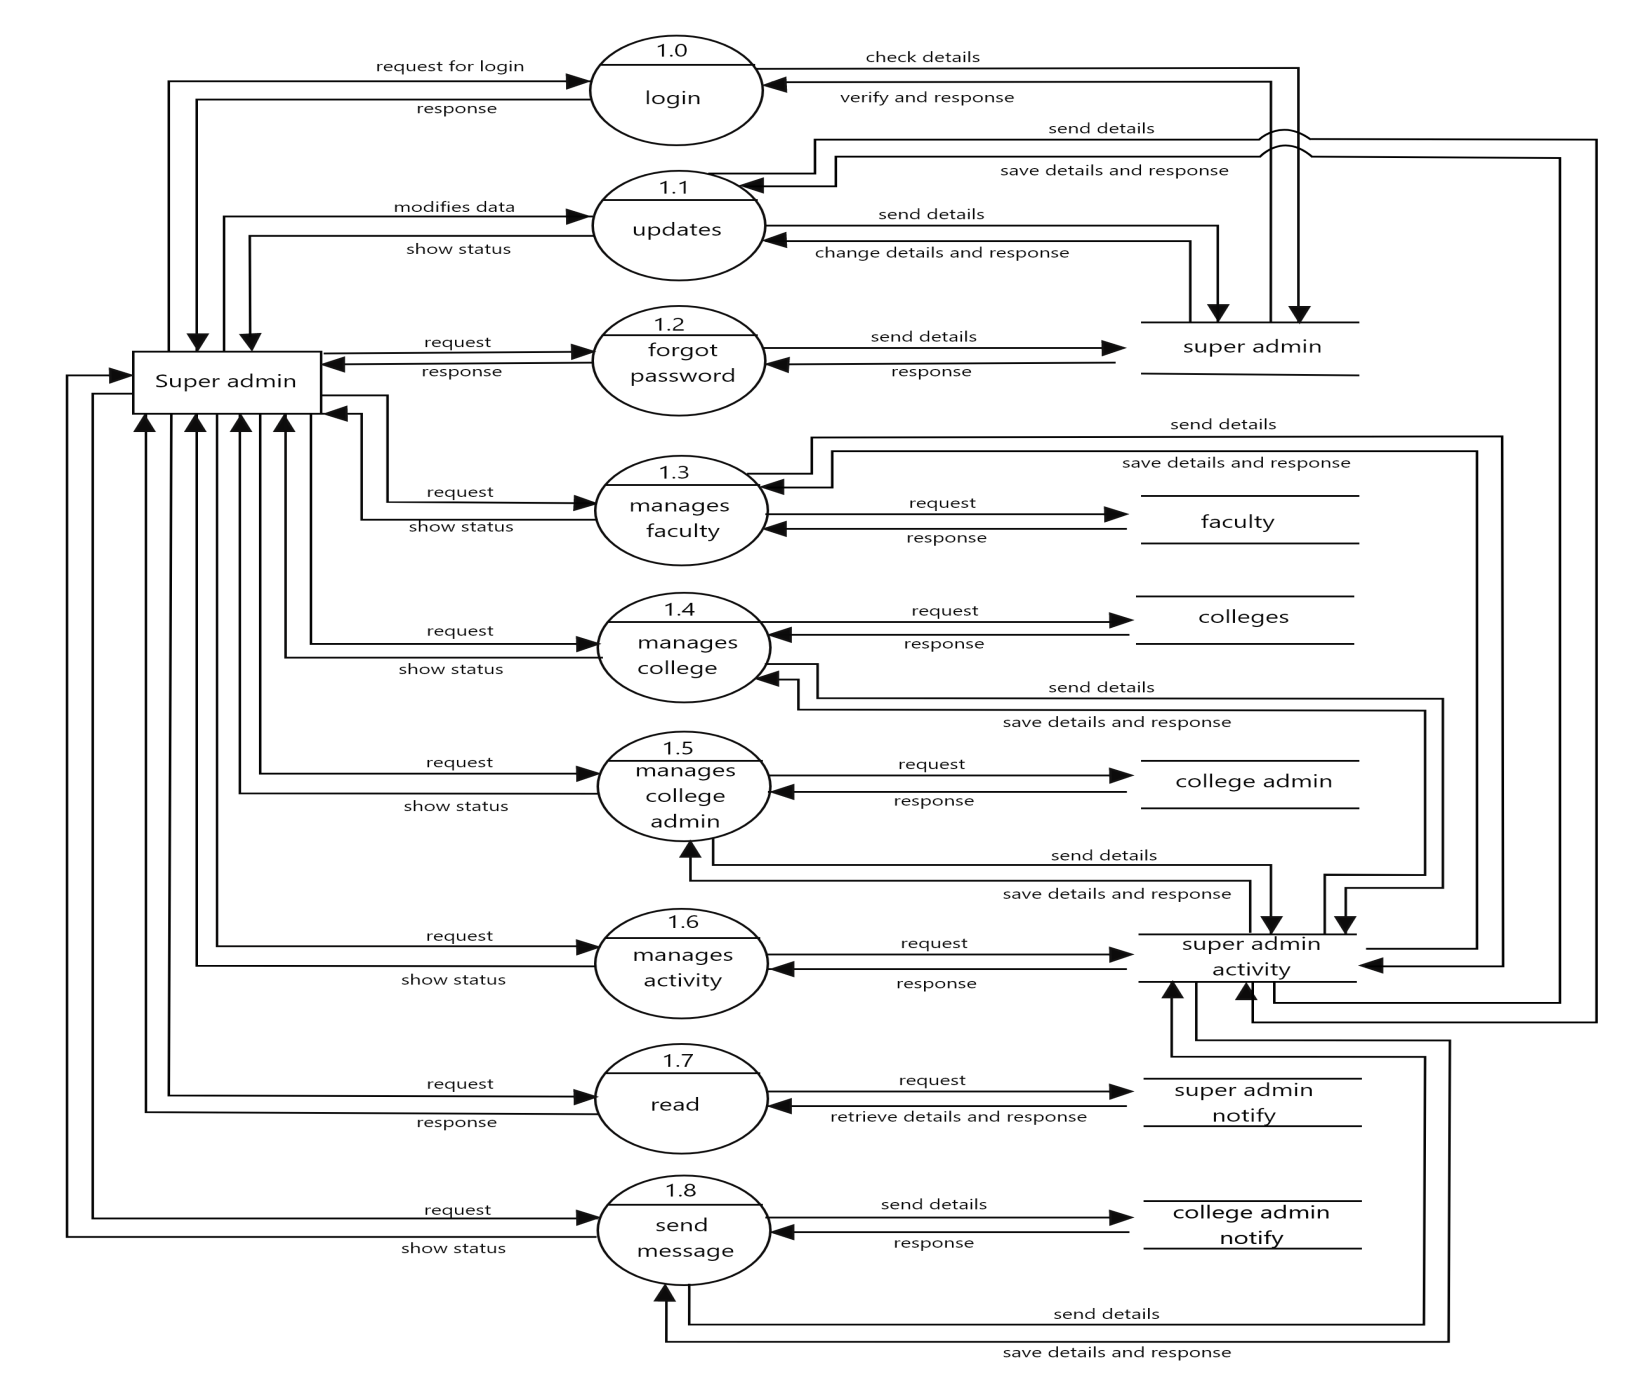 1.0
request for login
check details
login
verify and response
response
send details
save details and response
1.1
modifies data
send details
updates
show status
change details and response
1.2
request
send details
forgot
password
response
response
super admin
Super admin
send details
save details and response
1.3
request
request
manages
faculty
show status
response
faculty
1.4
request
request
manages
college
show status
response
colleges
send details
save details and response
1.5
request
request
manages
college
admin
show status
response
college admin
send details
save details and response
1.6
request
request
manages
activity
show status
response
super admin
activity
1.7
request
request
read
response
retrieve details and response
super admin
notify
1.8
request
send details
send
message
show status
response
college admin
notify
send details
save details and response